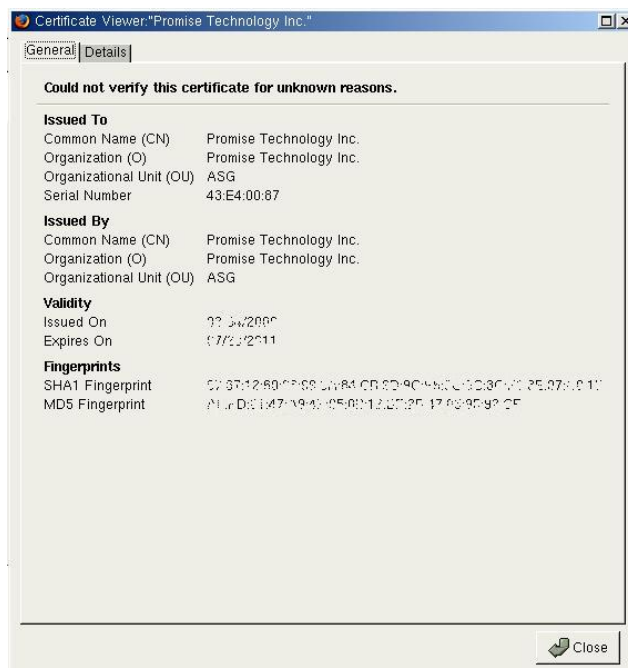 Certificate Viewer:"Promise Technology Inc."
General Details
Could not verify this certificate for unknown reasons.
Issued To
Common Name (CN) Promise Technology Inc.
Organization (O) Promise Technology Inc.
Organizational Unit (OU) ASG
Serial Number 43:E4:00:67
Issued By
Common Name (CN) Promise Technology Inc.
Organization (O) Promise Technology Inc.
Organizational Unit (OU) ASG
Validity
Issued On
Expires On
Fingerprints
SHA1 Fingerprint
MD5 Fingerprint
Close